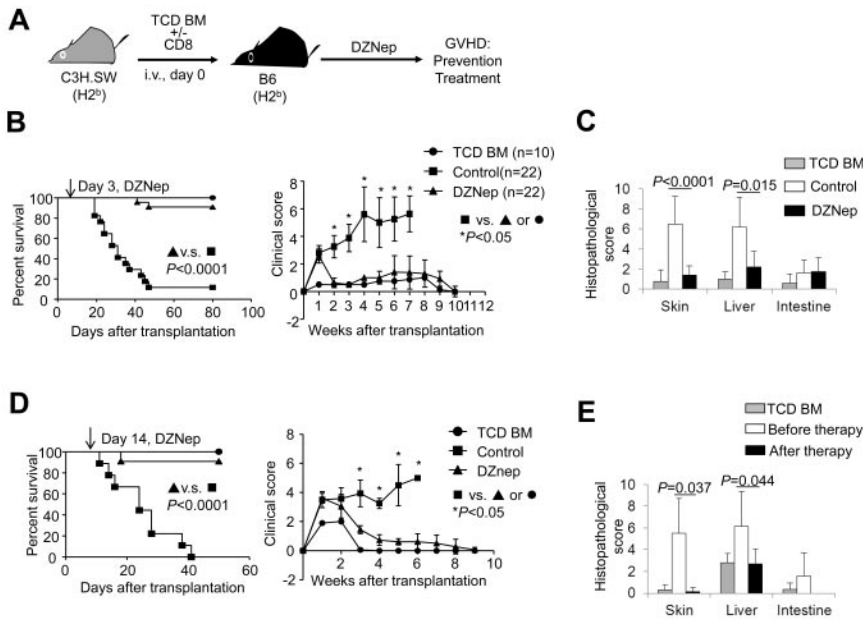 A
TCD BM
+/-
CD8
i.v., day 0
C3H.SW
(H2ᵇ)
B6
(H2ᵇ)
DZNep
GVHD:
Prevention
Treatment
B
Day 3, DZNep
Percent survival
100
80
60
40
20
0
▲v.s. ■
P<0.0001
0 20 40 60 80 100
Days after transplantation
TCD BM (n=10)
Control(n=22)
DZNep (n=22)
■ vs. ▲ or ●
*P<0.05
Clinical score
8
6
4
2
0
-2
* * * * * *
1 2 3 4 5 6 7 8 9 10 11 12
Weeks after transplantation
C
TCD BM
Control
DZNep
Histopathological
score
10
8
6
4
2
0
P<0.0001
P=0.015
Skin Liver Intestine
D
Day 14, DZNep
Percent survival
100
80
60
40
20
0
▲v.s. ■
P<0.0001
0 20 40 60
Days after transplantation
TCD BM
Control
DZnep
■ vs. ▲ or ●
*P<0.05
Clinical score
8
6
4
2
0
-2
* * * *
2 4 6 8 10
Weeks after transplantation
E
TCD BM
Before therapy
After therapy
Histopathological
score
10
8
6
4
2
0
P=0.037
P=0.044
Skin Liver Intestine